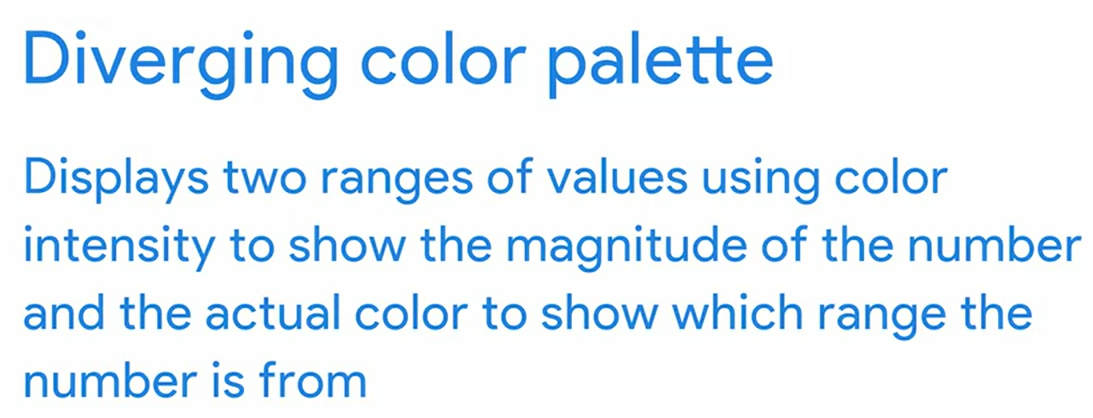 Diverging color palette
Displays two ranges of values using color
intensity to show the magnitude of the number
and the actual color to show which range the
number is from